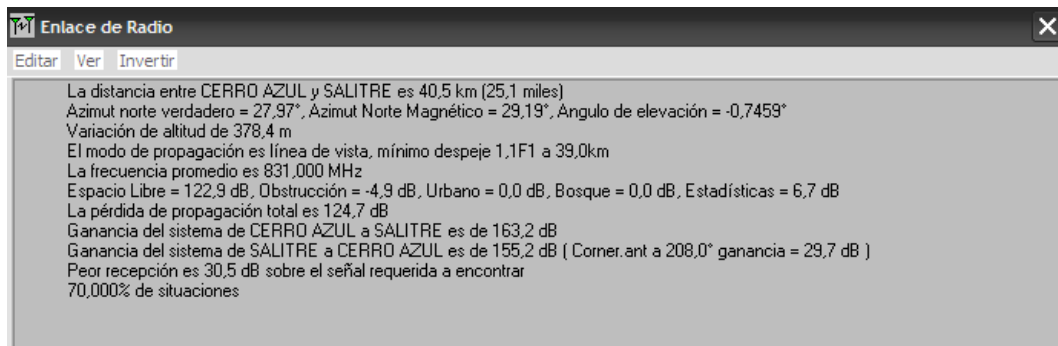 Enlace de Radio
Editar Ver Invertir
La distancia entre CERRO AZUL y SALITRE es 40,5 km (25,1 miles)
Azimut norte verdadero = 27,97°, Azimut Norte Magnético = 29,19°, Angulo de elevación = -0,7459°
Variación de altitud de 378,4 m
El modo de propagación es línea de vista, mínimo despeje 1,1F1 a 39,0km
La frecuencia promedio es 831,000 MHz
Espacio Libre = 122,9 dB, Obstrucción = -4,9 dB, Urbano = 0,0 dB, Bosque = 0,0 dB, Estadísticas = 6,7 dB
La pérdida de propagación total es 124,7 dB
Ganancia del sistema de CERRO AZUL a SALITRE es de 163,2 dB
Ganancia del sistema de SALITRE a CERRO AZUL es de 155,2 dB ( Corner.ant a 208,0° ganancia = 29,7 dB )
Peor recepción es 30,5 dB sobre el señal requerida a encontrar
70,000% de situaciones